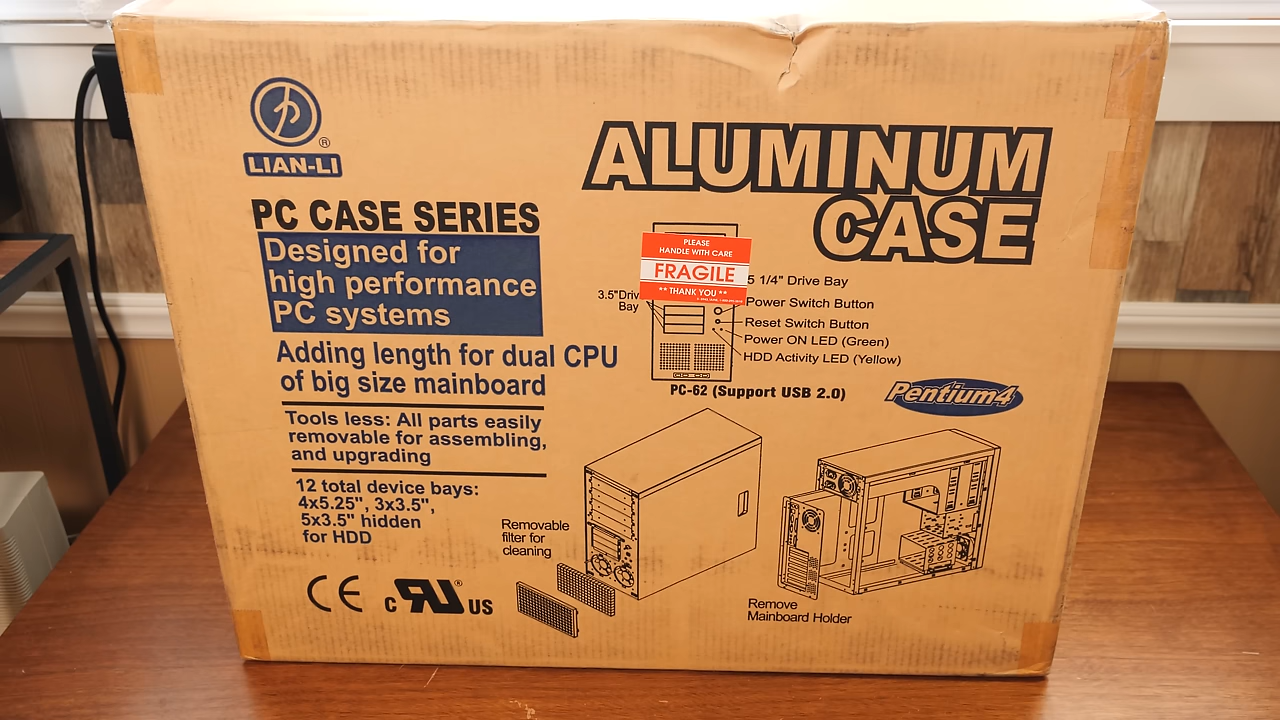 LIAN-LI
®
PC CASE SERIES
Designed for
high performance
PC systems
Adding length for dual CPU
of big size mainboard
Tools less: All parts easily
removable for assembling,
and upgrading
12 total device bays:
4x5.25", 3x3.5",
5x3.5" hidden
for HDD
CE
c RU ® US
ALUMINUM
CASE
PLEASE
HANDLE WITH CARE
FRAGILE
** THANK YOU **
5 1/4" Drive Bay
3.5"Driv
Bay
Power Switch Button
Reset Switch Button
Power ON LED (Green)
HDD Activity LED (Yellow)
PC-62 (Support USB 2.0)
Pentium4
Removable
filter for
cleaning
Remove
Mainboard Holder